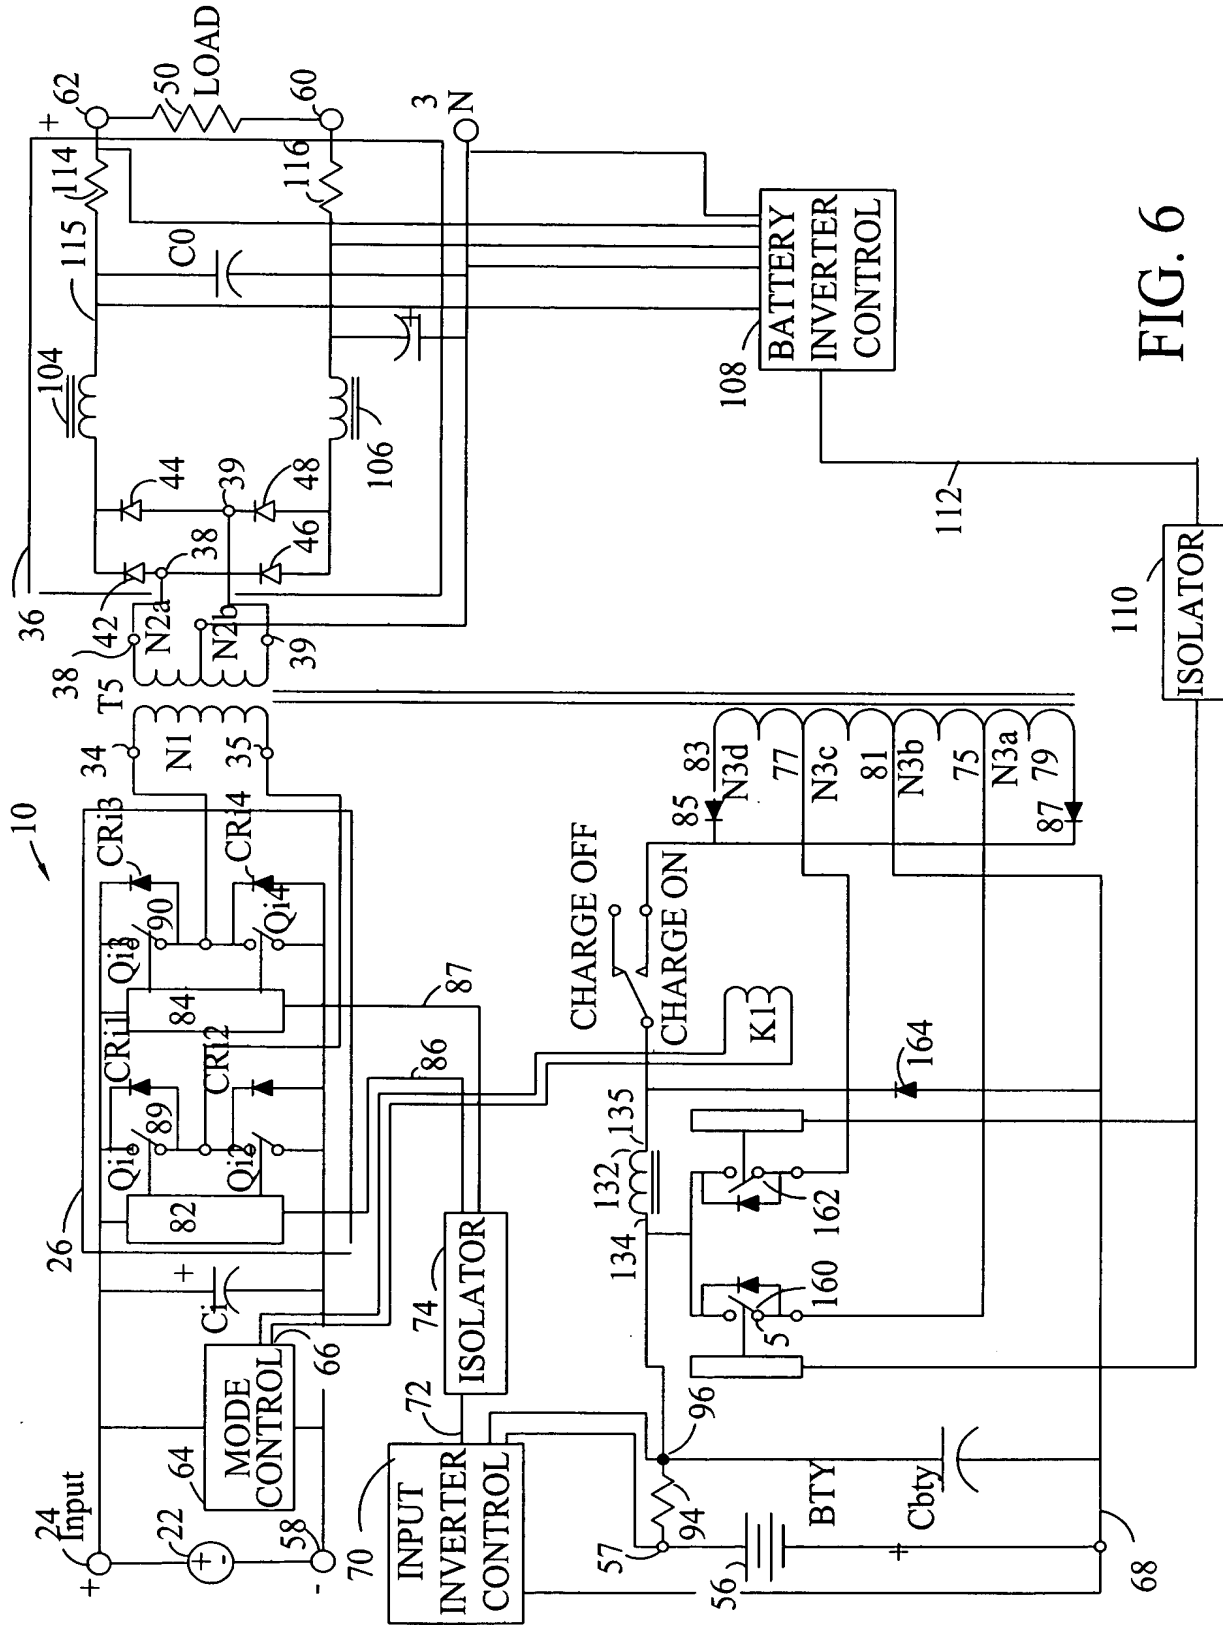 10
24
Input
+
22
+
-
58
-
64
MODE
CONTROL
66
Ci
+
26
82
Qi
89
CRi1
Qi2
CRi2
84
Qi3
90
CRi3
Qi4
CRi4
34
35
N1
T5
38
N2a
N2b
39
36
42
38
44
39
46
48
104
106
115
C0
+
114
116
+
62
50
LOAD
60
3
N
70
INPUT
INVERTER
CONTROL
72
74
ISOLATOR
86
87
CHARGE OFF
CHARGE ON
K1
85
83
N3d
77
N3c
81
N3b
75
N3a
79
87
108
BATTERY
INVERTER
CONTROL
112
110
ISOLATOR
57
94
96
56
BTY
+
Cbty
68
134
132
135
5
160
162
164
FIG. 6